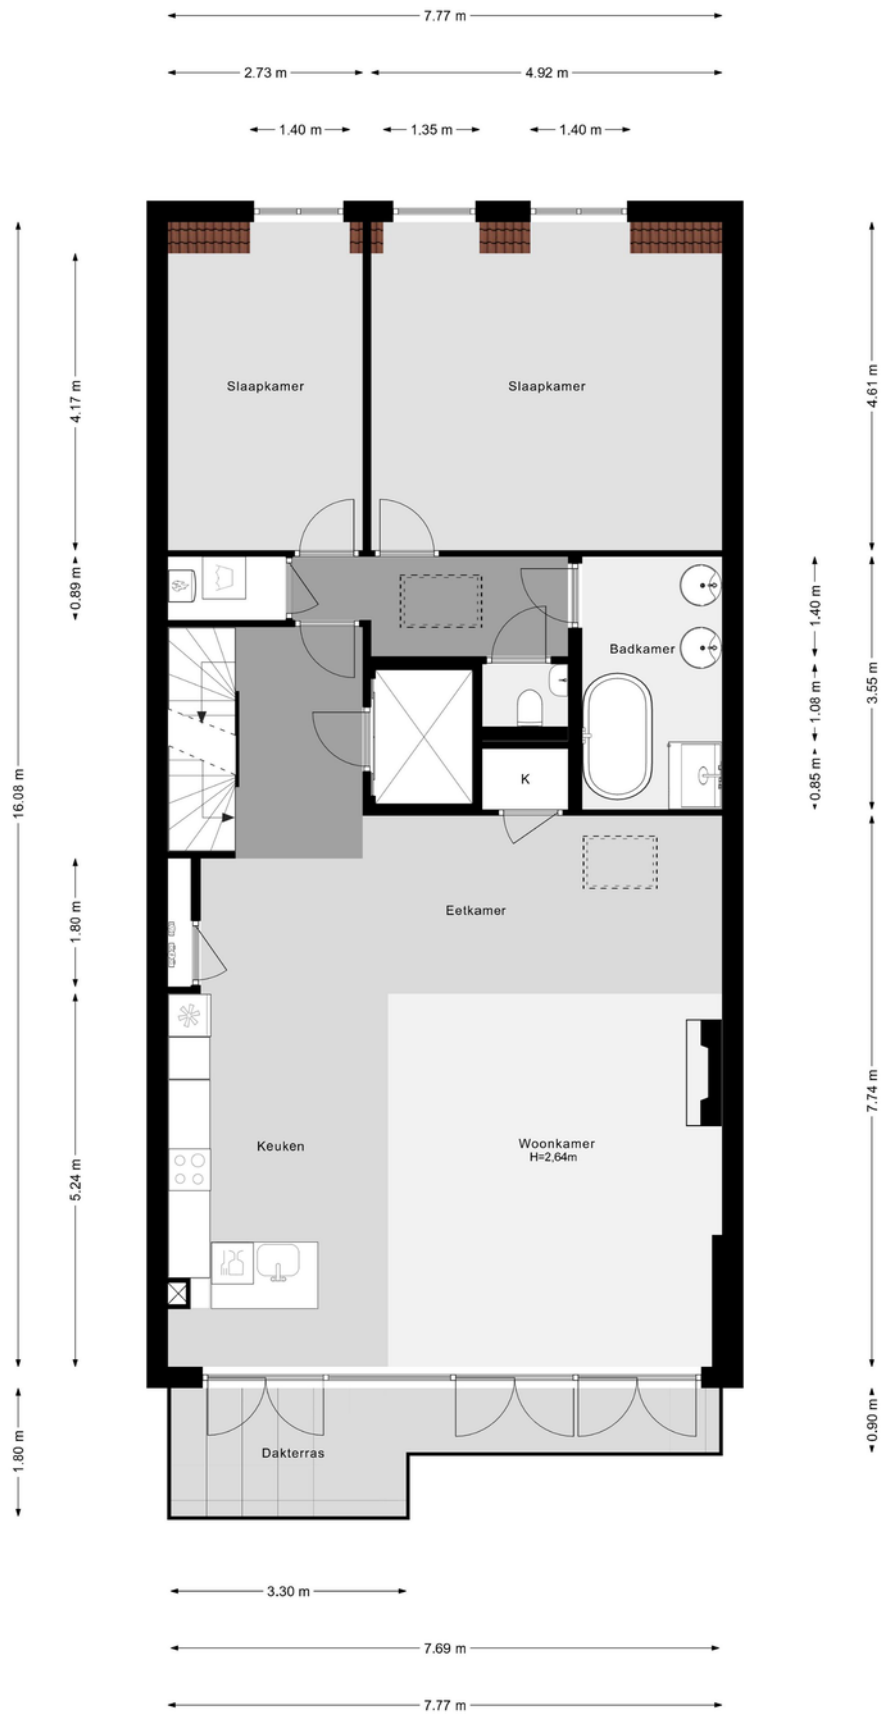 7.77 m
2.73 m
4.92 m
1.40 m
1.35 m
1.40 m
4.17 m
4.61 m
Slaapkamer
Slaapkamer
0.89 m
1.40 m
Badkamer
3.55 m
1.08 m
16.08 m
K
0.85 m
1.80 m
Eetkamer
7.74 m
Keuken
Woonkamer
H=2,64m
5.24 m
0.90 m
1.80 m
Dakterras
3.30 m
7.69 m
7.77 m